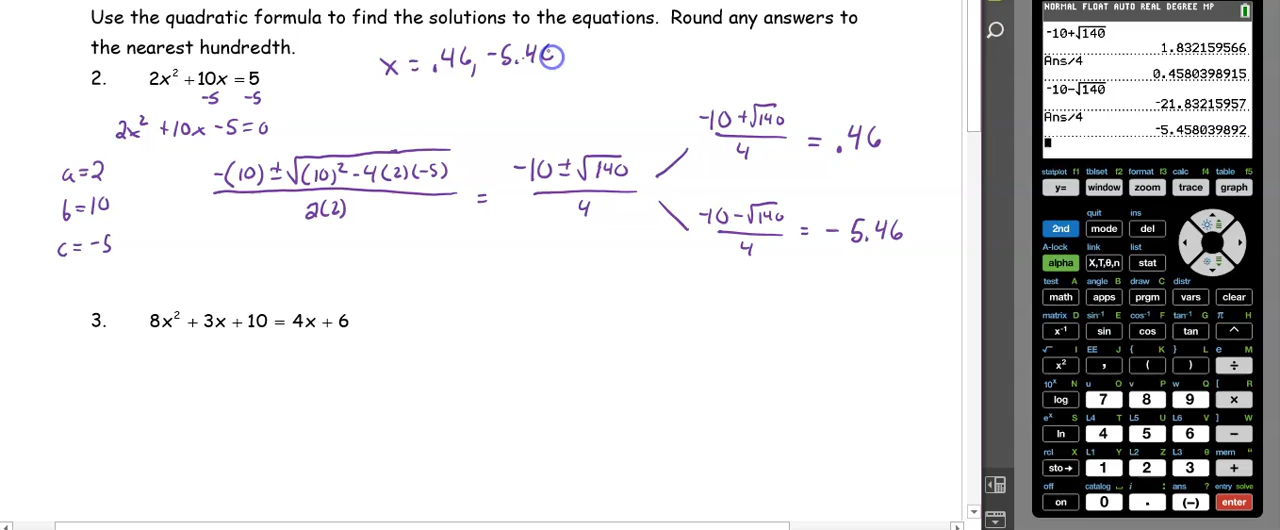 Use the quadratic formula to find the solutions to the equations. Round any answers to
the nearest hundredth.
x = .46, -5.46
2. 2x² + 10x = 5
-5 -5
2x² +10x -5=0
a=2
b=10
c=-5
-(10) ± √(10)² - 4(2)(-5)
2(2)
=
-10 ± √140
4
-10 + √140
4
= .46
-10 - √140
4
= - 5.46
3. 8x² + 3x + 10 = 4x + 6
NORMAL FLOAT AUTO REAL DEGREE MP
-10+√140
1.832159566
Ans/4
0.4580398915
-10-√140
-21.83215957
Ans/4
-5.458039892
statplot f1 tblset f2 format f3 calc f4 table f5
y= window zoom trace graph
quit ins
2nd mode del
A-lock link list
alpha X,T,θ,n stat
test A angle B draw C distr
math apps prgm vars clear
matrix D sin⁻¹ E cos⁻¹ F tan⁻¹ G π H
x⁻¹ sin cos tan ^
√ I EE J { K } L e M
x² , ( ) ÷
10ˣ N u O v P w Q [ R
log 7 8 9 ×
eˣ S L4 T L5 U L6 V ] W
ln 4 5 6 −
rcl X L1 Y L2 Z L3 θ mem "
sto→ 1 2 3 +
off catalog ␣ i : ans ? entry solve
on 0 . (−) enter